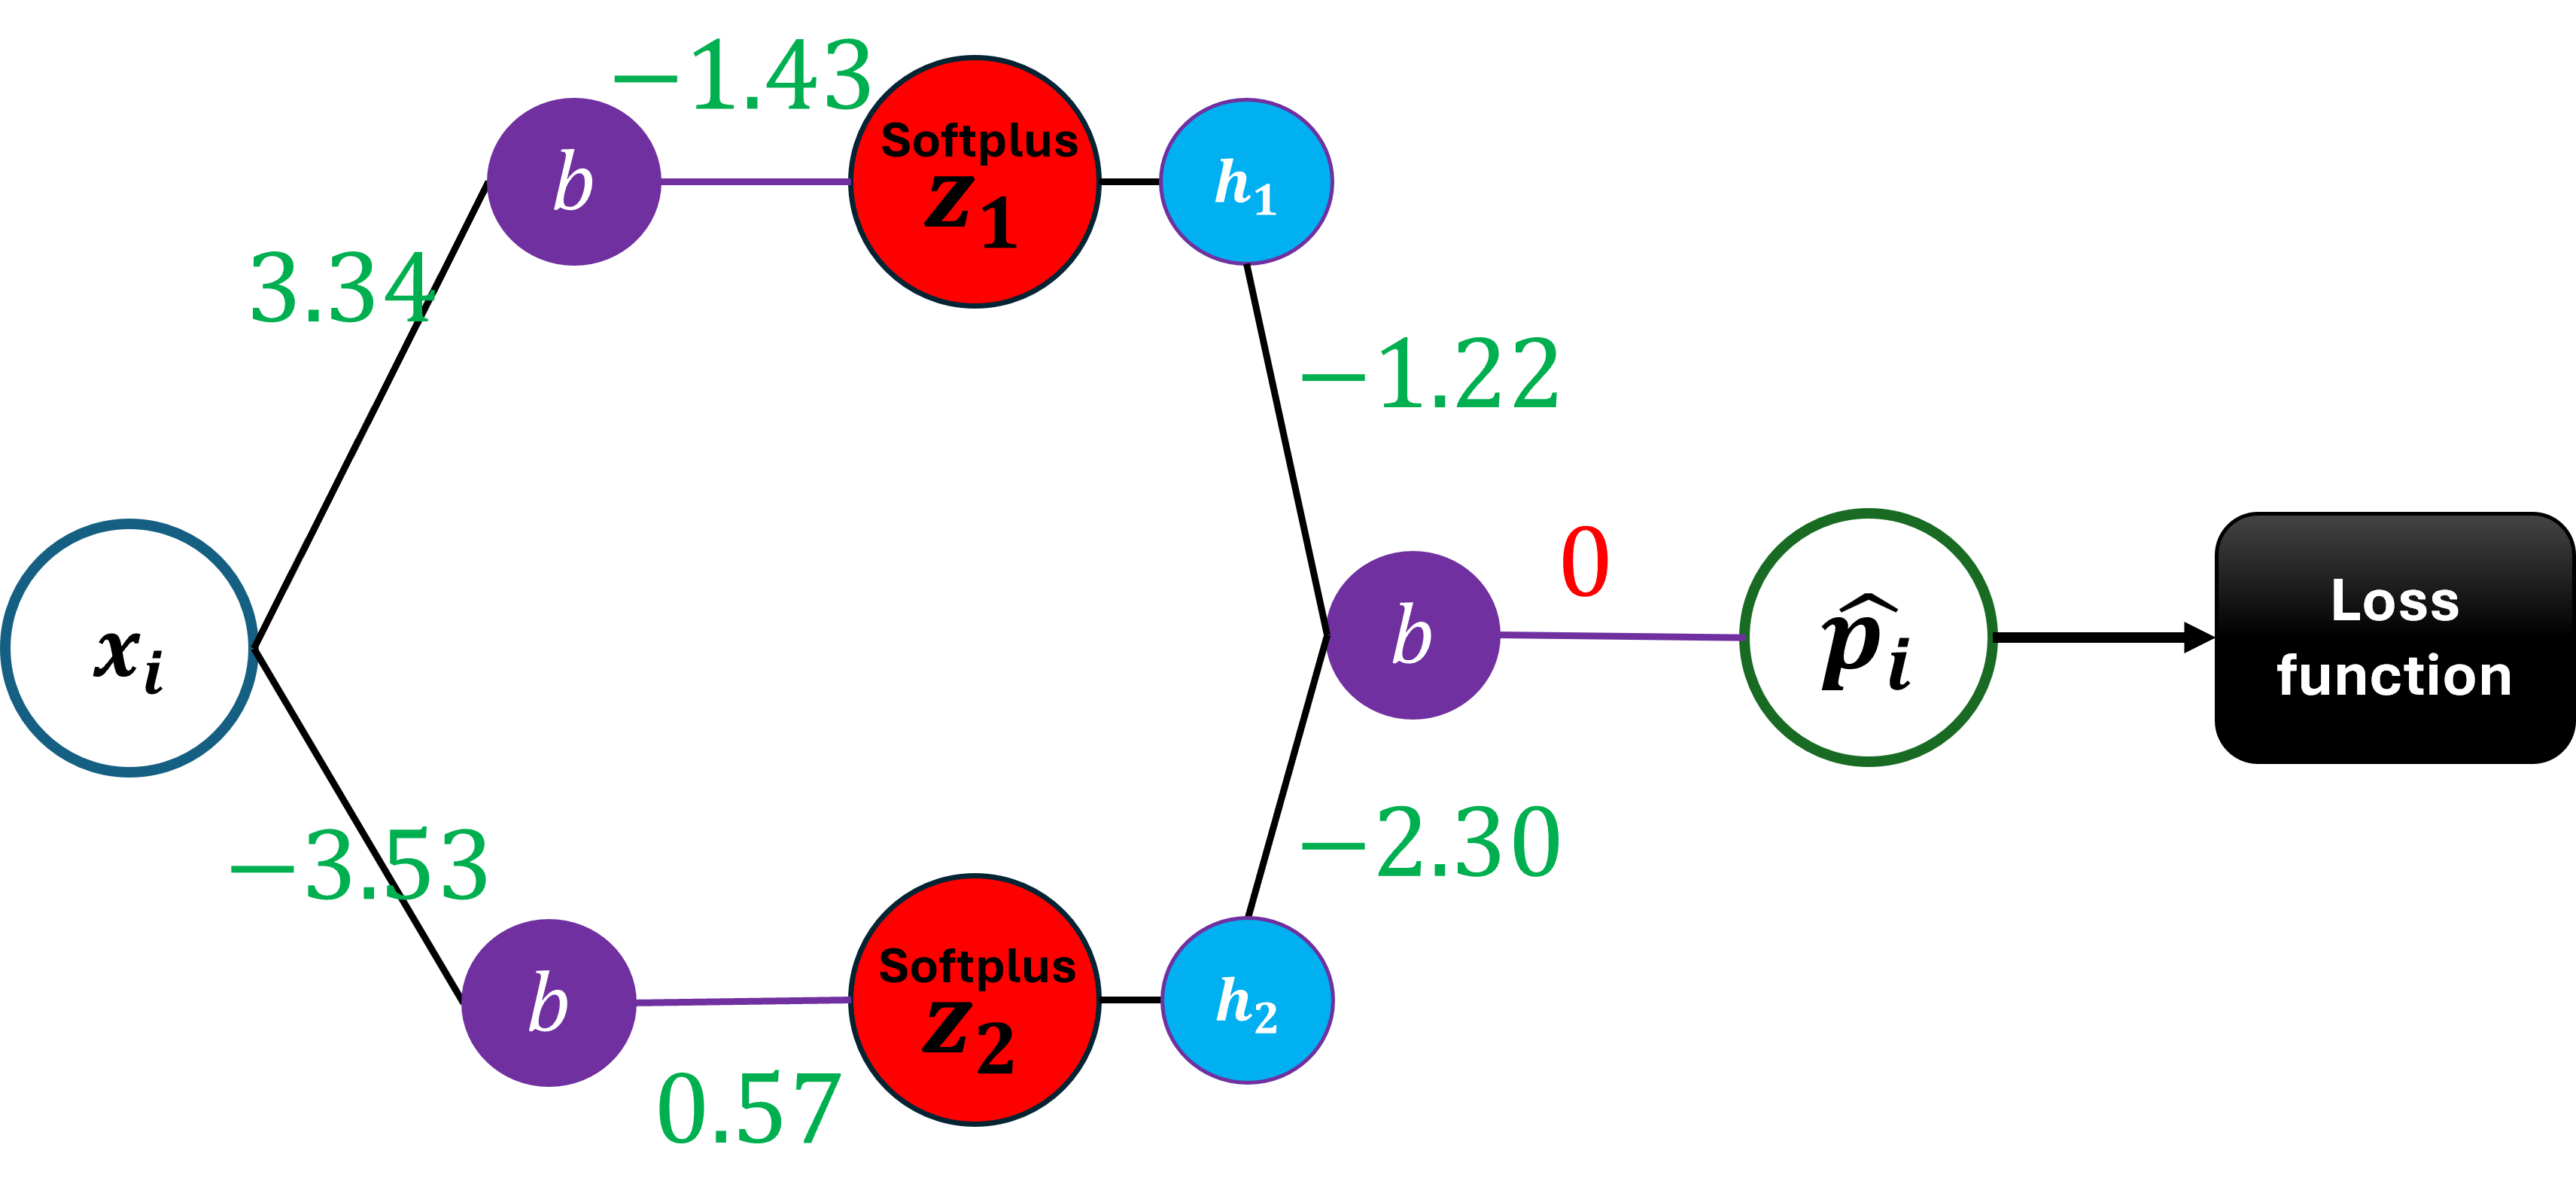 −1.43
b
Softplus
z₁
h₁
3.34
−1.22
xᵢ
b
0
p̂ᵢ
Loss
function
−3.53
−2.30
b
Softplus
z₂
h₂
0.57